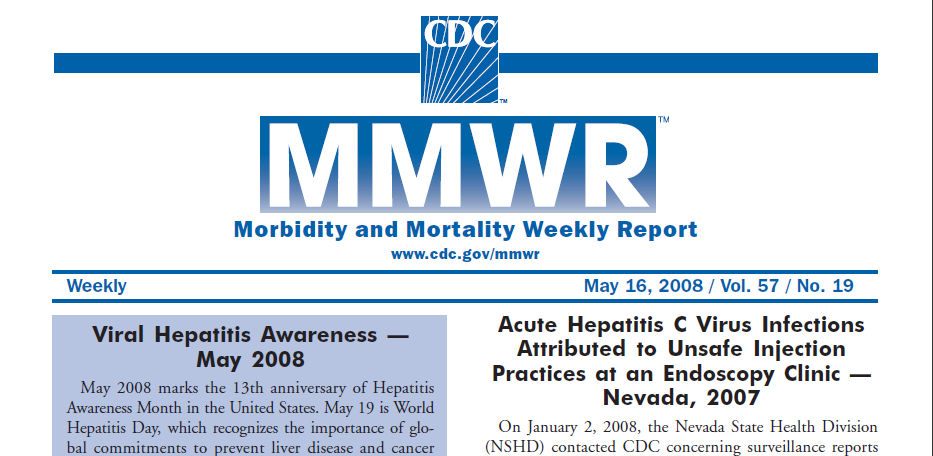 CDC
TM
MMWR
TM
Morbidity and Mortality Weekly Report
www.cdc.gov/mmwr
Weekly
May 16, 2008 / Vol. 57 / No. 19
Viral Hepatitis Awareness —
May 2008
May 2008 marks the 13th anniversary of Hepatitis
Awareness Month in the United States. May 19 is World
Hepatitis Day, which recognizes the importance of glo-
bal commitments to prevent liver disease and cancer
Acute Hepatitis C Virus Infections
Attributed to Unsafe Injection
Practices at an Endoscopy Clinic —
Nevada, 2007
On January 2, 2008, the Nevada State Health Division
(NSHD) contacted CDC concerning surveillance reports